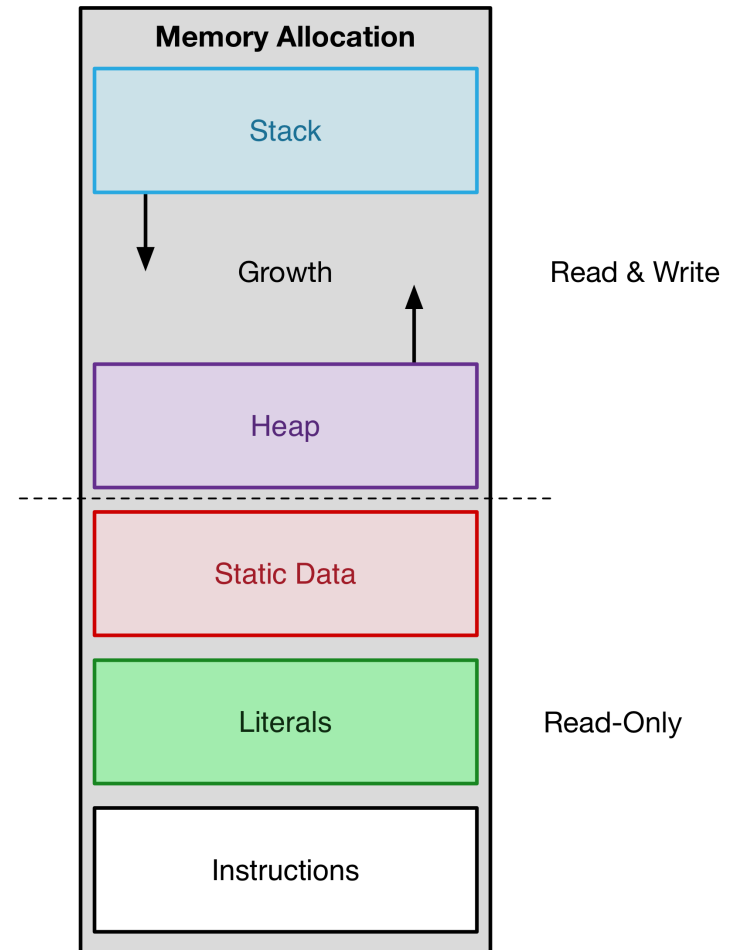 Memory Allocation
Stack
Growth
Read & Write
Heap
Static Data
Literals
Read-Only
Instructions